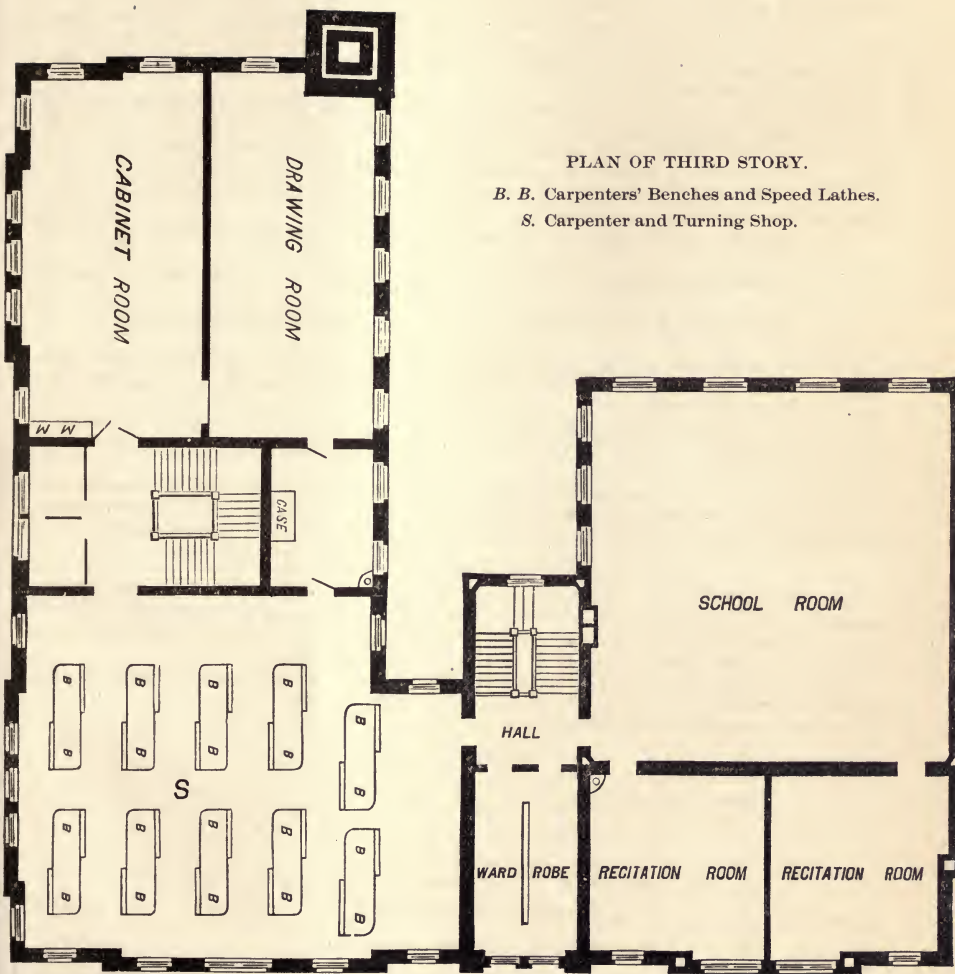 PLAN OF THIRD STORY.
B. B. Carpenters' Benches and Speed Lathes.
S. Carpenter and Turning Shop.
CABINET ROOM
DRAWING ROOM
W W
CASE
SCHOOL ROOM
HALL
B B B B B
B B B B B
S
B B B B B
B B B B B
WARD ROBE
RECITATION ROOM
RECITATION ROOM